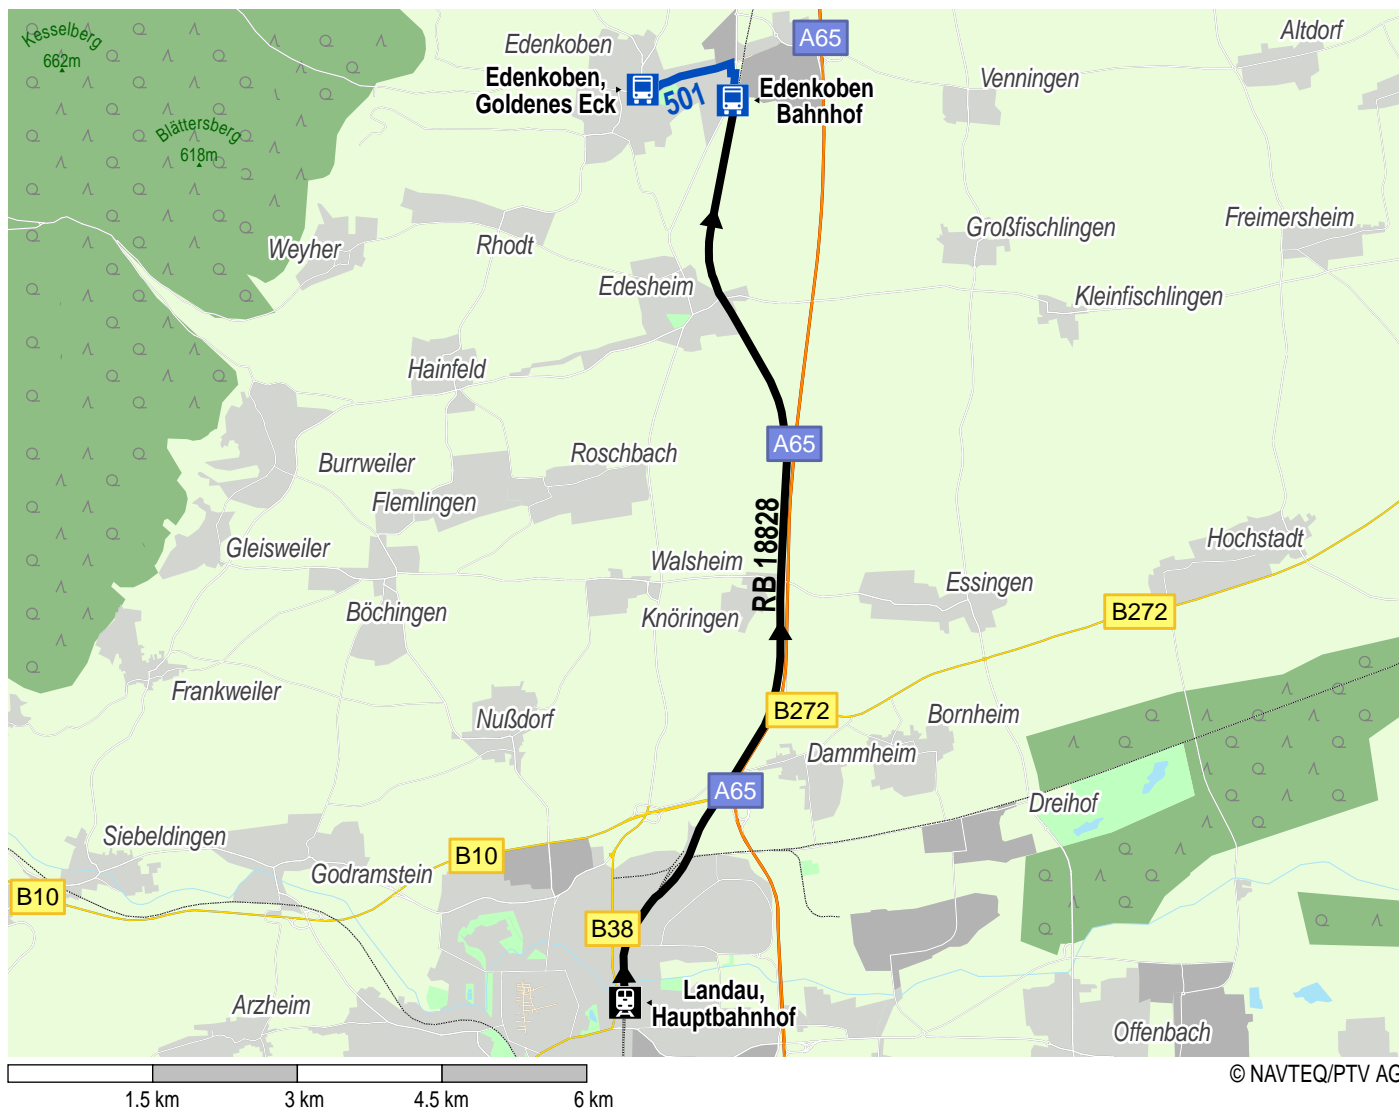 Kesselberg
662m
Blättersberg
618m
Edenkoben
Edenkoben,
Goldenes Eck
501
Edenkoben
Bahnhof
A65
Venningen
Altdorf
Weyher
Rhodt
Großfischlingen
Freimersheim
Edesheim
Kleinfischlingen
Hainfeld
A65
Burrweiler
Roschbach
Flemlingen
RB 18828
Gleisweiler
Walsheim
Hochstadt
Böchingen
Knöringen
Essingen
B272
Frankweiler
Nußdorf
B272
Bornheim
Dammheim
A65
Dreihof
Siebeldingen
Godramstein
B10
B10
B38
Landau,
Hauptbahnhof
Arzheim
Offenbach
© NAVTEQ/PTV AG
1.5 km
3 km
4.5 km
6 km